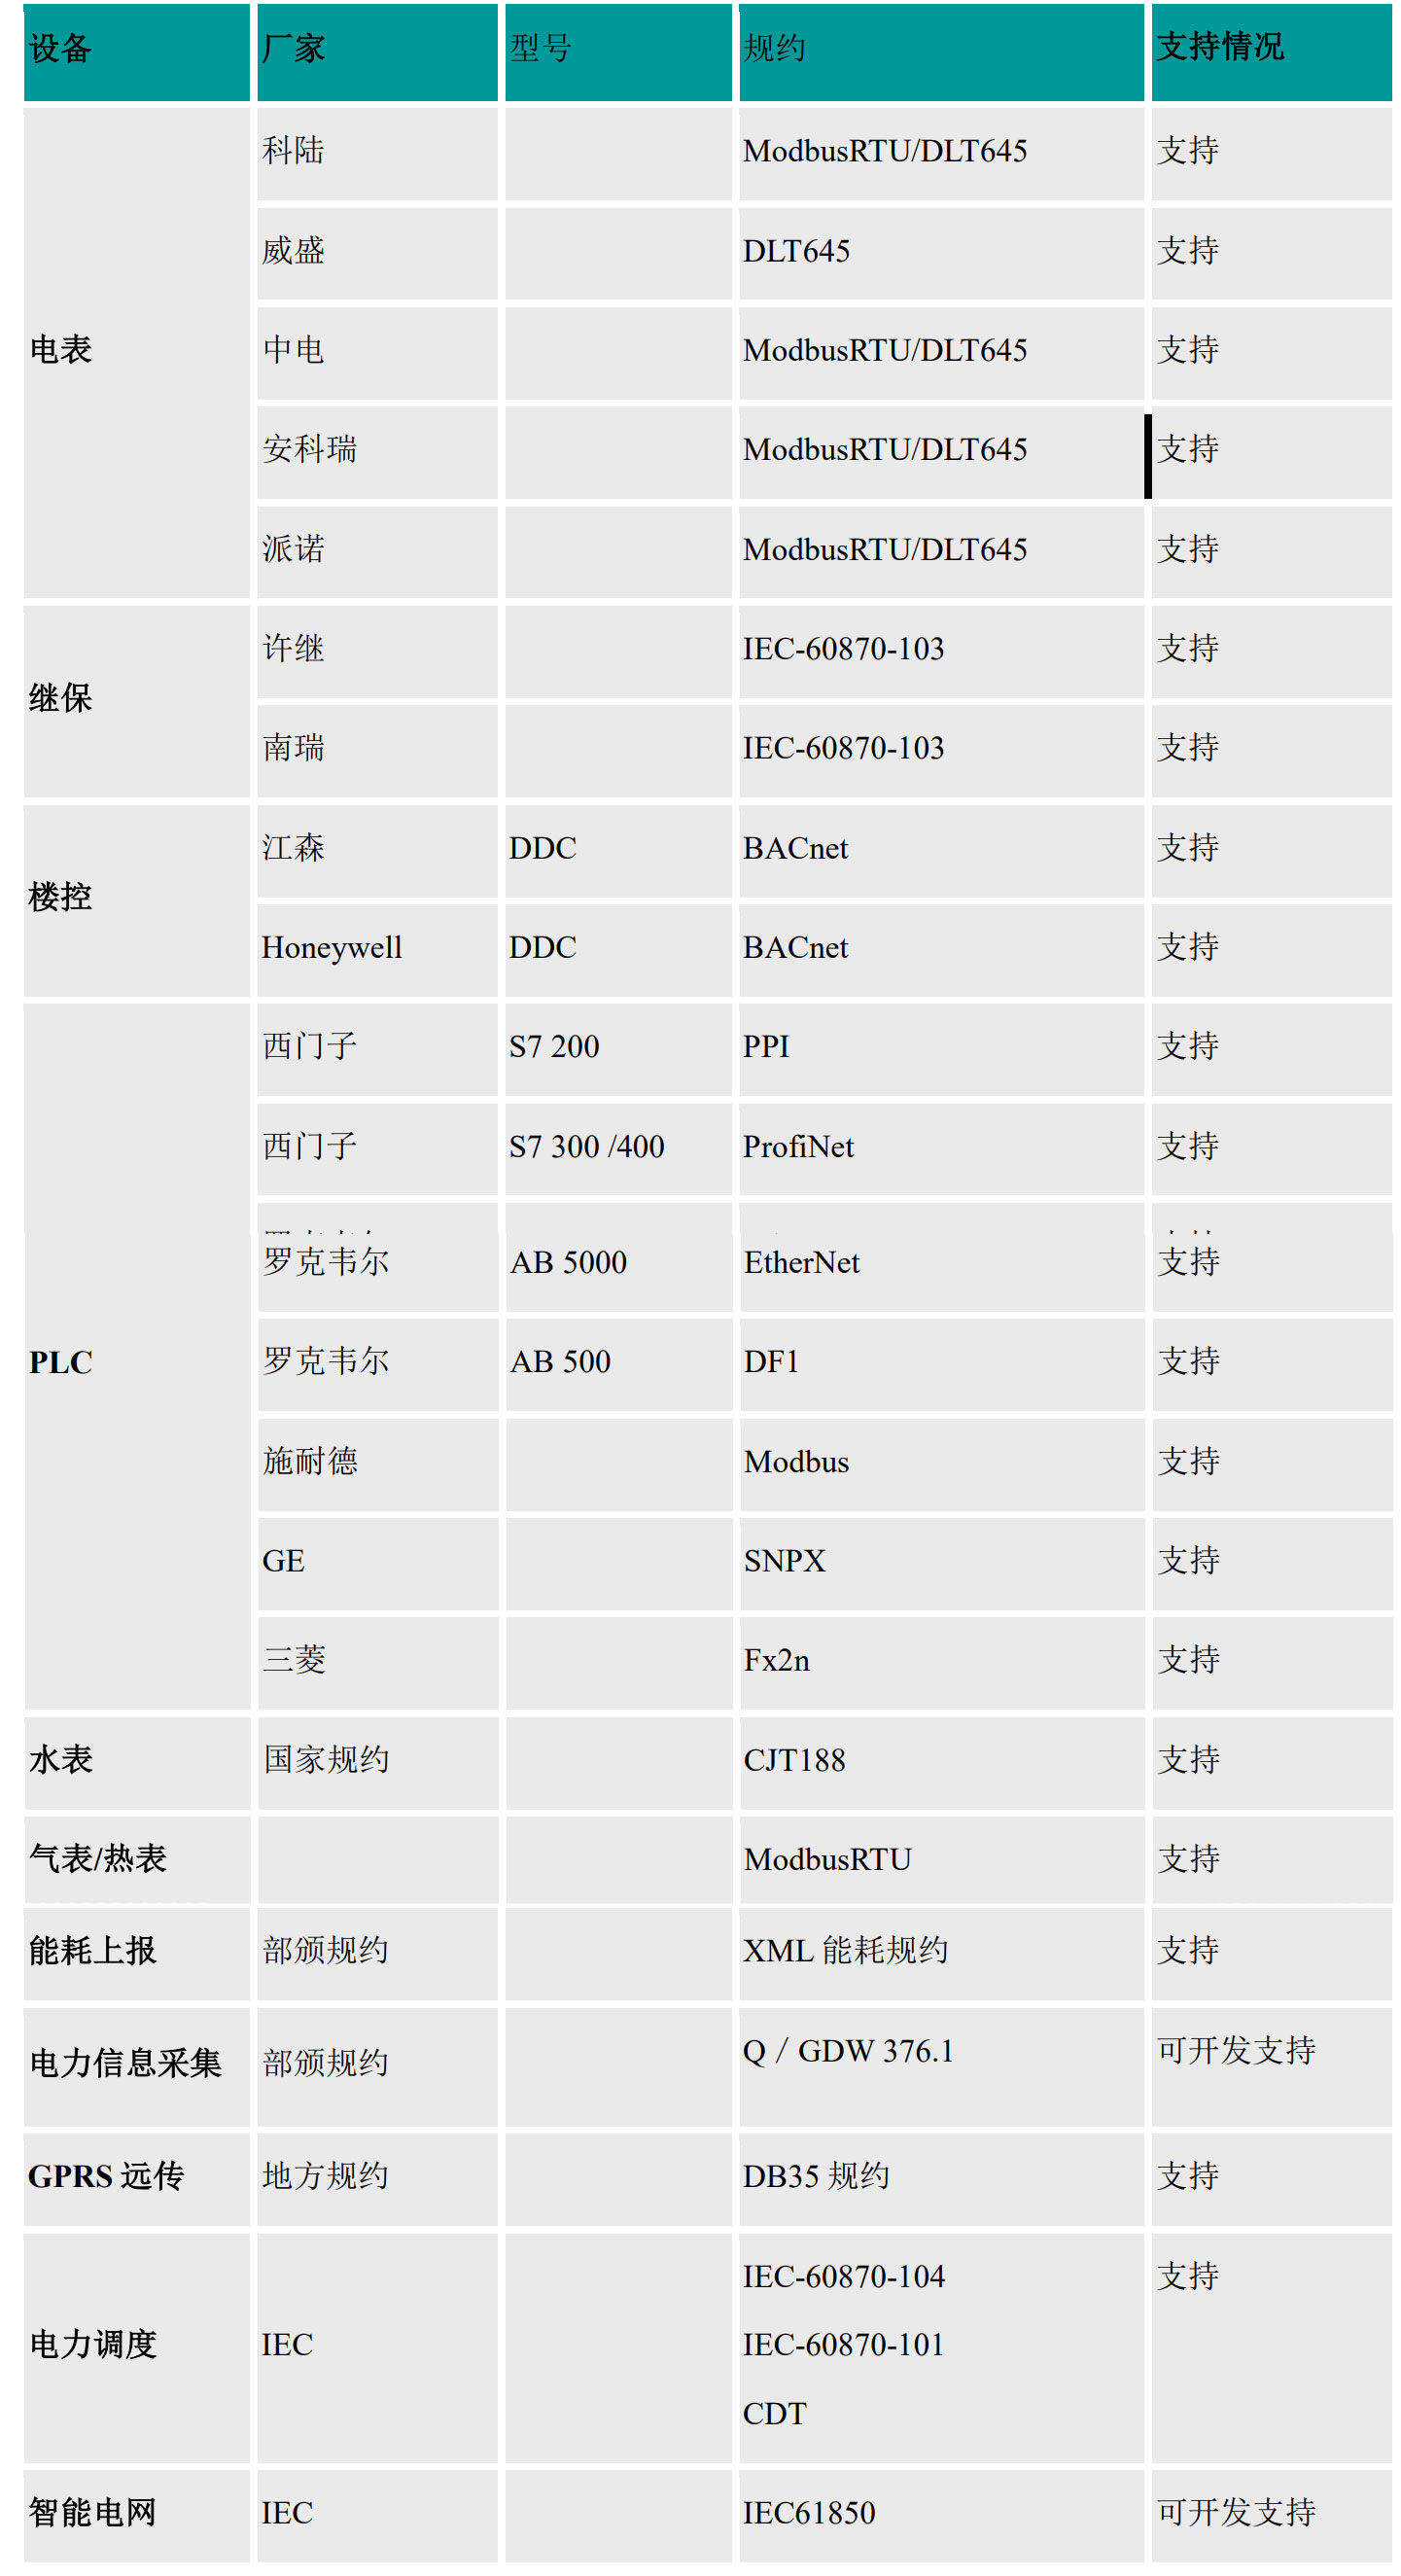 设备 厂家 型号 规约 支持情况
电表 科陆 ModbusRTU/DLT645 支持
威盛 DLT645 支持
中电 ModbusRTU/DLT645 支持
安科瑞 ModbusRTU/DLT645 支持
派诺 ModbusRTU/DLT645 支持
继保 许继 IEC-60870-103 支持
南瑞 IEC-60870-103 支持
楼控 江森 DDC BACnet 支持
Honeywell DDC BACnet 支持
PLC 西门子 S7 200 PPI 支持
西门子 S7 300 /400 ProfiNet 支持
罗克韦尔 AB 5000 EtherNet 支持
罗克韦尔 AB 500 DF1 支持
施耐德 Modbus 支持
GE SNPX 支持
三菱 Fx2n 支持
水表 国家规约 CJT188 支持
气表/热表 ModbusRTU 支持
能耗上报 部颁规约 XML 能耗规约 支持
电力信息采集 部颁规约 Q／GDW 376.1 可开发支持
GPRS 远传 地方规约 DB35 规约 支持
电力调度 IEC IEC-60870-104 支持
IEC-60870-101
CDT
智能电网 IEC IEC61850 可开发支持